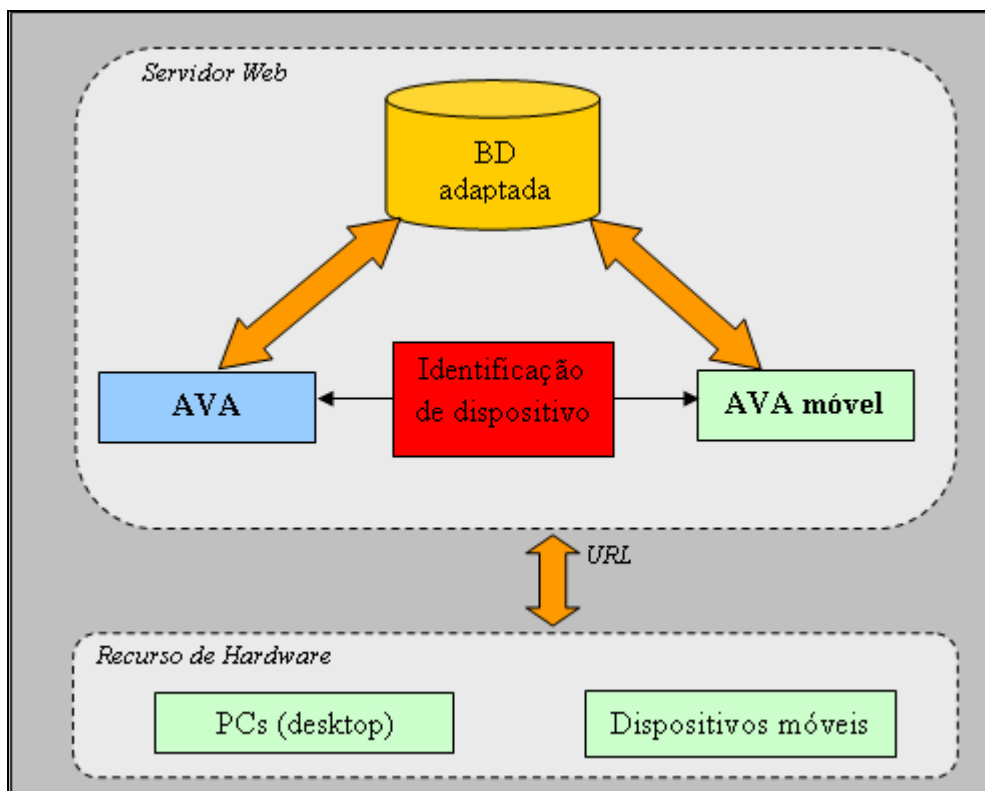 Servidor Web
BD
adaptada
Identificação
de dispositivo
AVA
AVA móvel
URL
Recurso de Hardware
PCs (desktop)
Dispositivos móveis